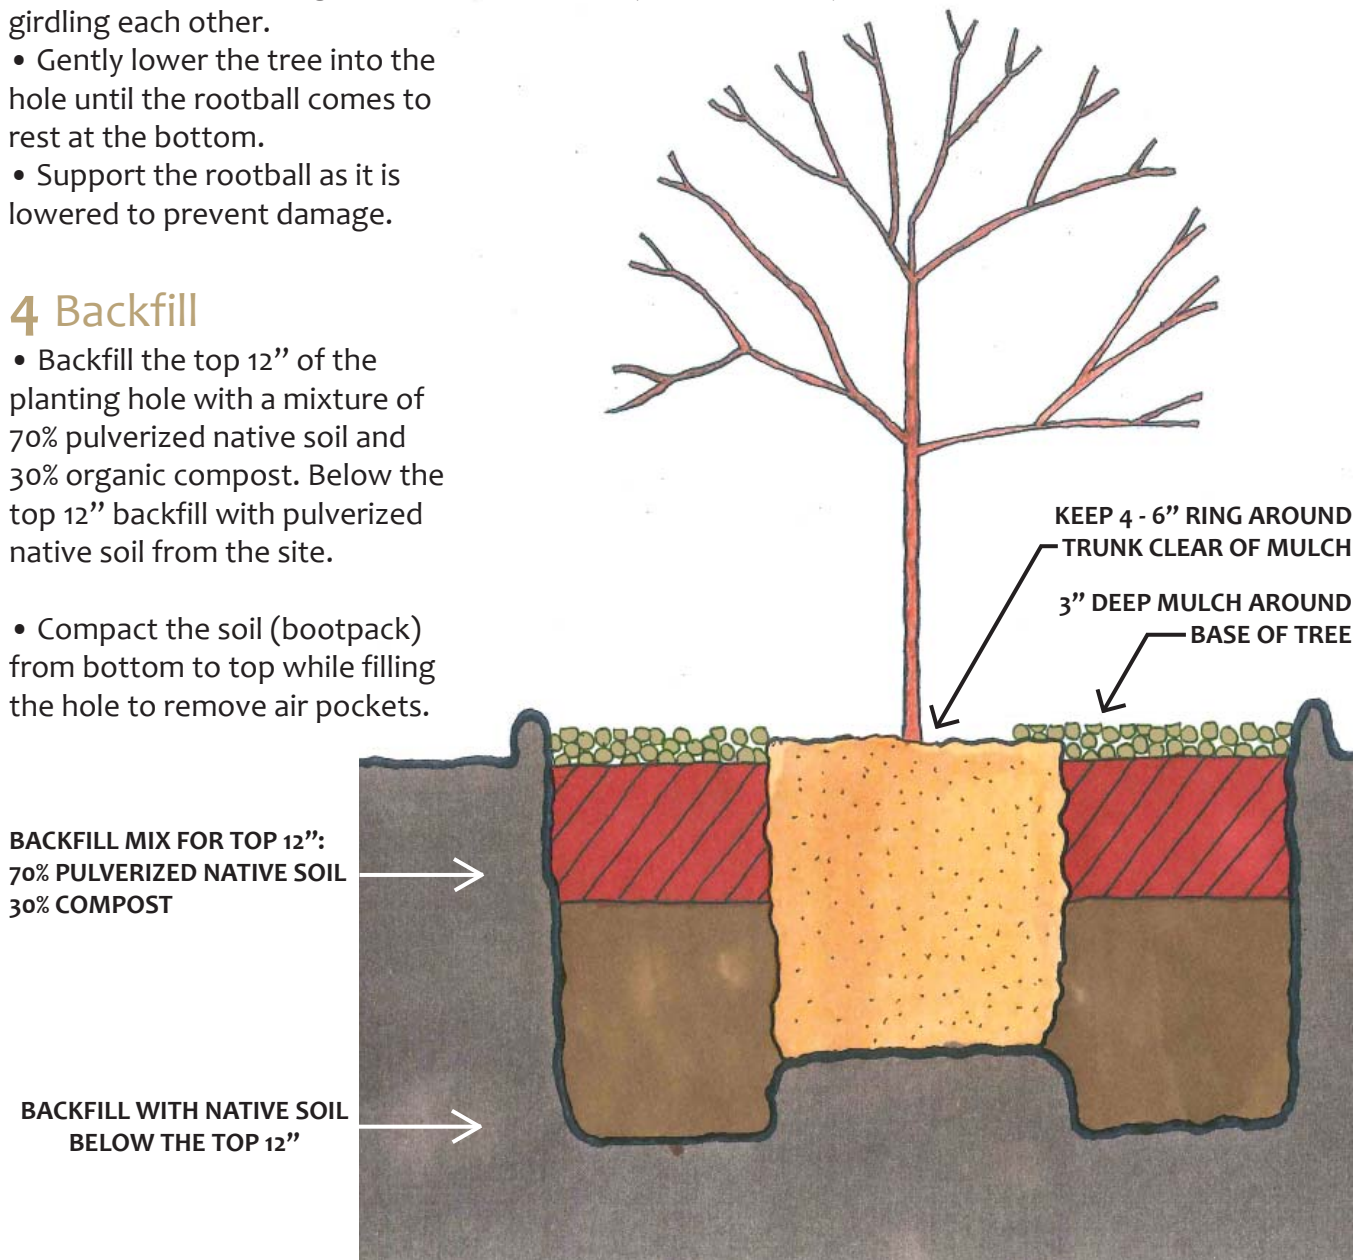 girdling each other.
• Gently lower the tree into the
hole until the rootball comes to
rest at the bottom.
• Support the rootball as it is
lowered to prevent damage.
4 Backfill
• Backfill the top 12” of the
planting hole with a mixture of
70% pulverized native soil and
30% organic compost. Below the
top 12” backfill with pulverized
native soil from the site.
• Compact the soil (bootpack)
from bottom to top while filling
the hole to remove air pockets.
KEEP 4 - 6” RING AROUND
TRUNK CLEAR OF MULCH
3” DEEP MULCH AROUND
BASE OF TREE
BACKFILL MIX FOR TOP 12”:
70% PULVERIZED NATIVE SOIL
30% COMPOST
BACKFILL WITH NATIVE SOIL
BELOW THE TOP 12”